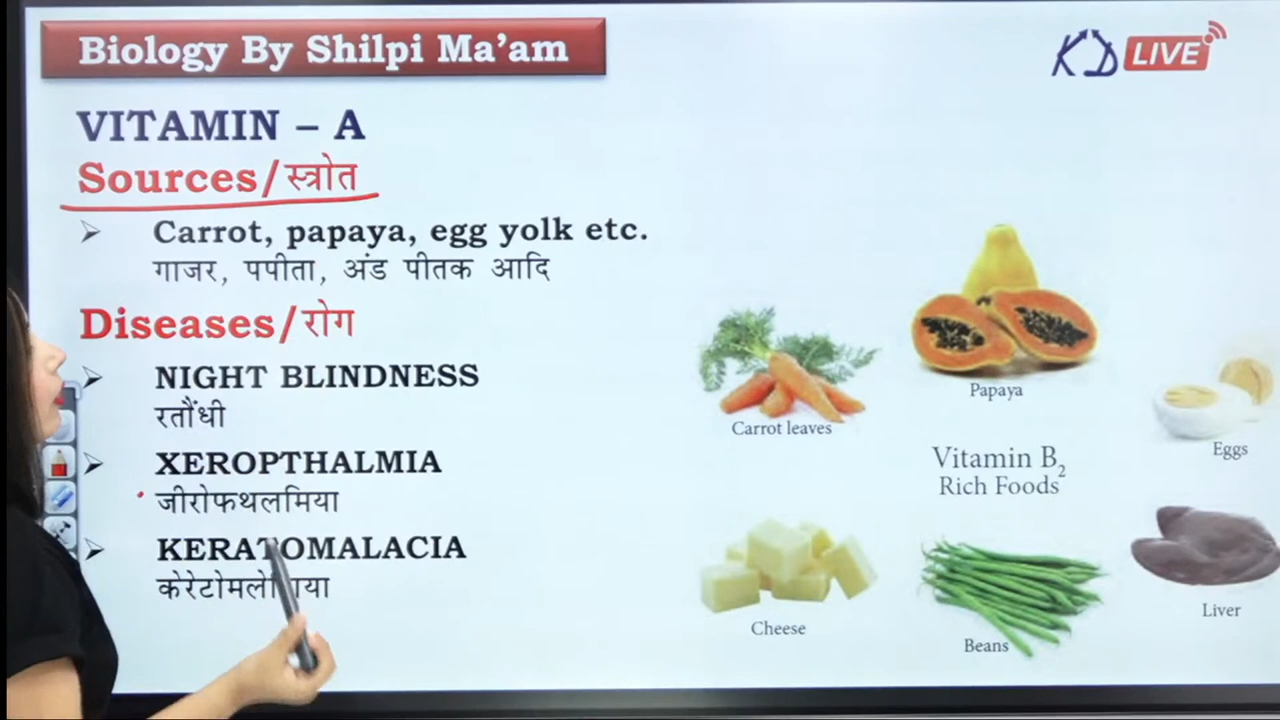 Biology By Shilpi Ma’am
KD LIVE
VITAMIN – A
Sources/स्त्रोत
Carrot, papaya, egg yolk etc.
गाजर, पपीता, अंड पीतक आदि
Diseases/रोग
NIGHT BLINDNESS
रतौंधी
XEROPTHALMIA
जीरोफथलमिया
KERATOMALACIA
Papaya
Carrot leaves
Eggs
Vitamin B₂
Rich Foods
Cheese
Beans
Liver